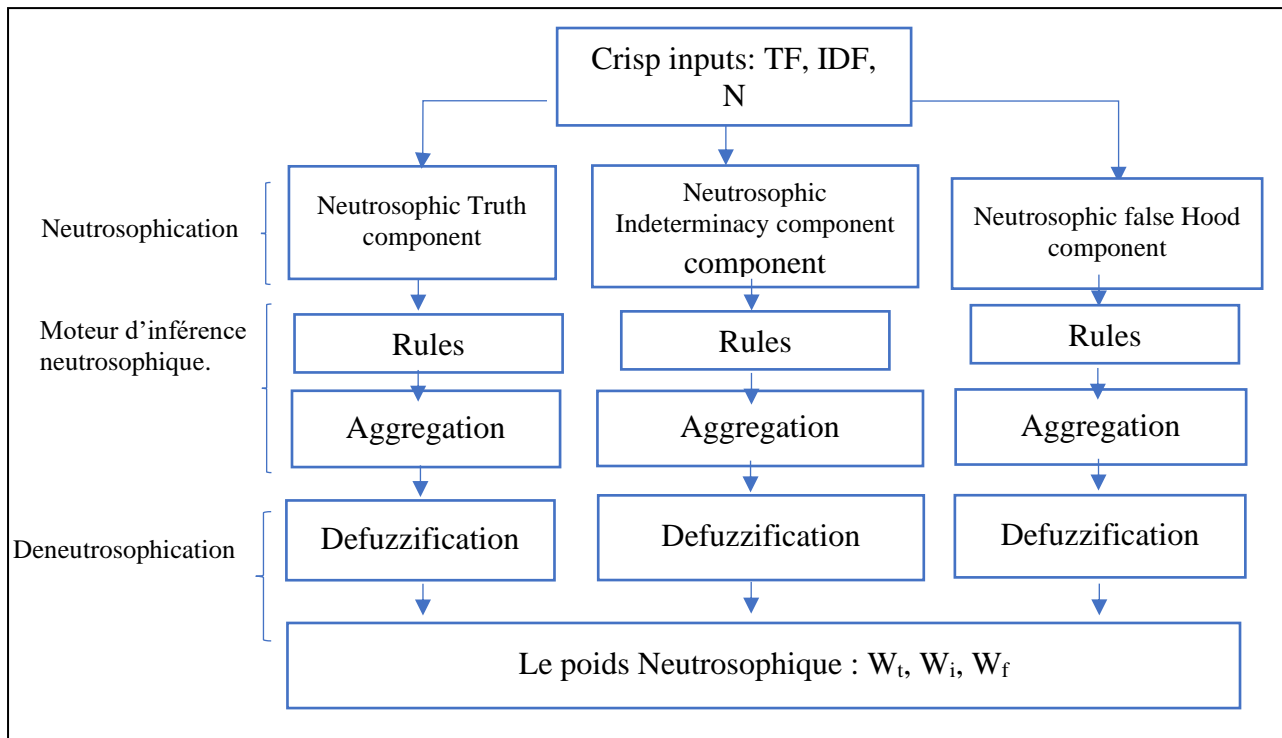 Crisp inputs: TF, IDF,
N
Neutrosophication
Neutrosophic Truth
component
Neutrosophic
Indeterminacy component
component
Neutrosophic false Hood
component
Moteur d’inférence
neutrosophique.
Rules
Rules
Rules
Aggregation
Aggregation
Aggregation
Deneutrosophication
Defuzzification
Defuzzification
Defuzzification
Le poids Neutrosophique : Wt, Wi, Wf